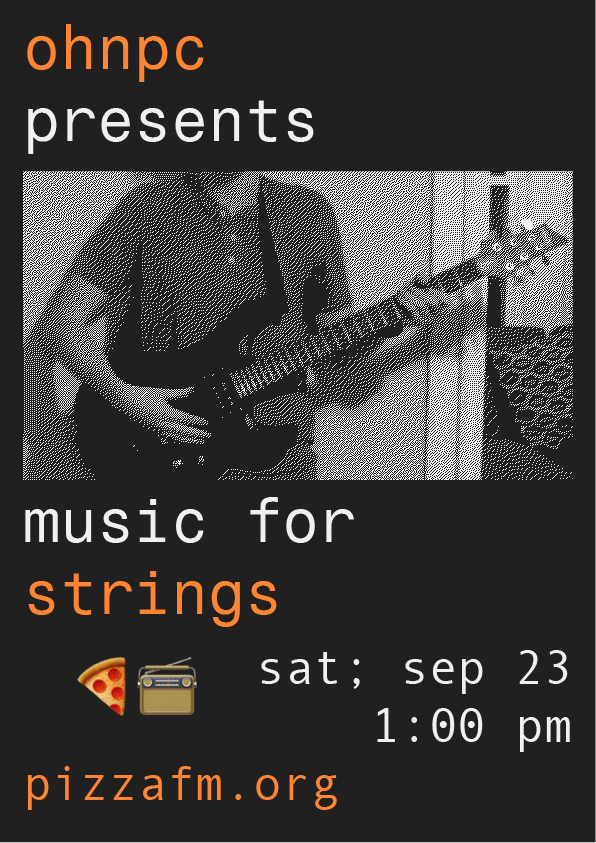 ohnpc
presents
music for
strings
sat; sep 23
1:00 pm
pizzafm.org